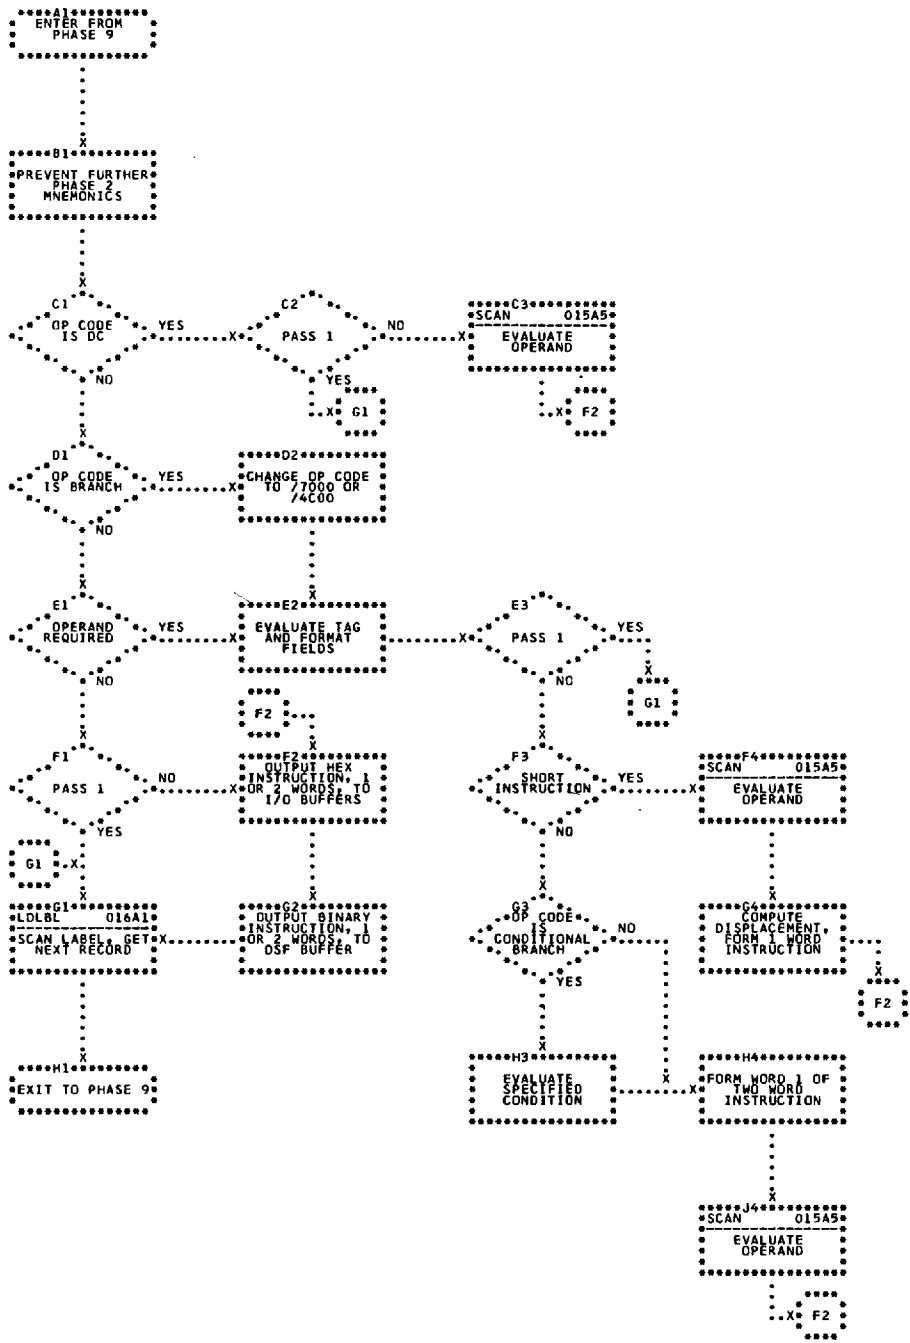 A1
ENTER FROM
PHASE 9
B1
PREVENT FURTHER
PHASE 2
MNEMONICS
C1
OP CODE
IS DC
YES
NO
C2
PASS 1
NO
YES
G1
C3
SCAN 015A5
EVALUATE
OPERAND
F2
D1
OP CODE
IS BRANCH
YES
NO
D2
CHANGE OP CODE
TO /7000 OR
/4C00
E1
OPERAND
REQUIRED
YES
NO
E2
EVALUATE TAG
AND FORMAT
FIELDS
E3
PASS 1
YES
NO
G1
F2
F1
PASS 1
NO
YES
F2
OUTPUT HEX
INSTRUCTION, 1
OR 2 WORDS, TO
I/O BUFFERS
F3
SHORT
INSTRUCTION
YES
NO
F4
SCAN 015A5
EVALUATE
OPERAND
G1
G1
LDLBL 016A1
SCAN LABEL, GET
NEXT RECORD
G2
OUTPUT BINARY
INSTRUCTION, 1
OR 2 WORDS, TO
DSF BUFFER
G3
OP CODE
IS
CONDITIONAL
BRANCH
NO
YES
G4
COMPUTE
DISPLACEMENT,
FORM 1 WORD
INSTRUCTION
F2
H1
EXIT TO PHASE 9
H3
EVALUATE
SPECIFIED
CONDITION
H4
FORM WORD 1 OF
TWO WORD
INSTRUCTION
J4
SCAN 015A5
EVALUATE
OPERAND
F2